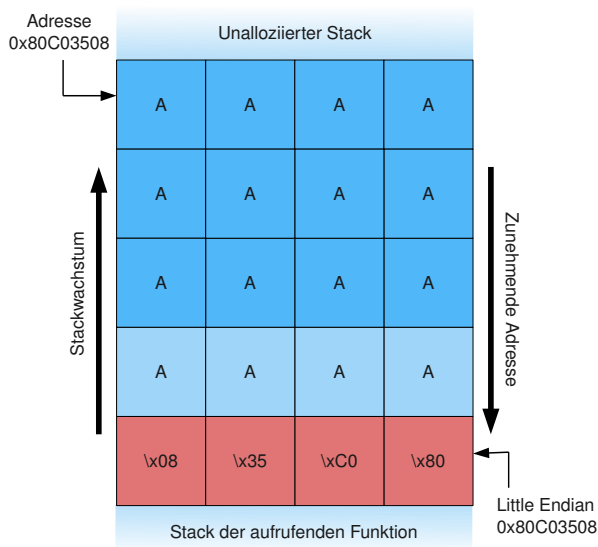 Adresse
0x80C03508
Unalloziierter Stack
A A A A
A A A A
A A A A
A A A A
\x08 \x35 \xC0 \x80
Stackwachstum
Zunehmende Adresse
Little Endian
0x80C03508
Stack der aufrufenden Funktion